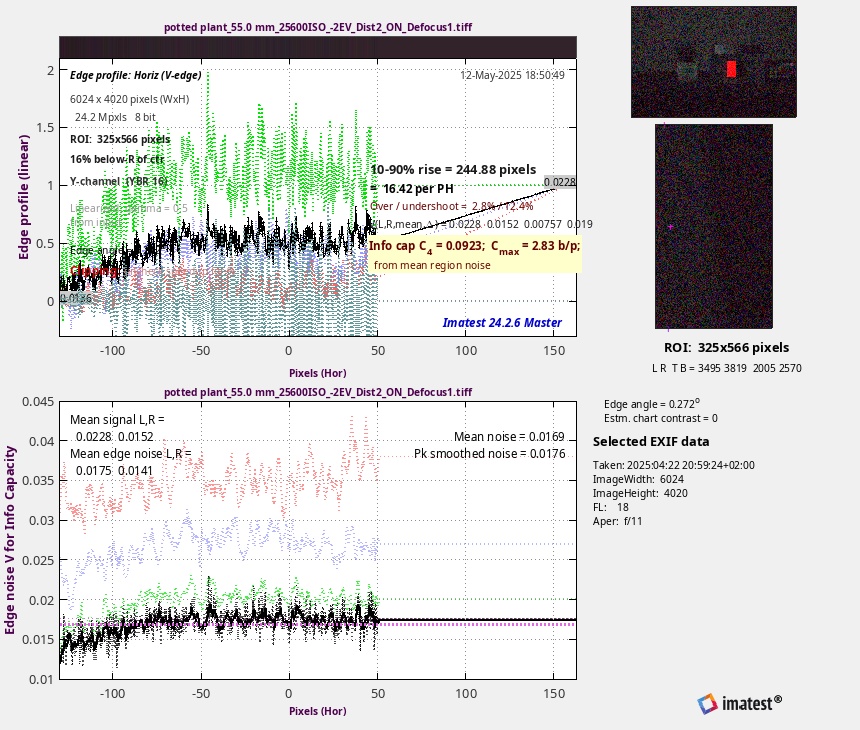 potted plant_55.0 mm_25600ISO_-2EV_Dist2_ON_Defocus1.tiff
Edge profile: Horiz (V-edge)
12-May-2025 18:50:49
6024 x 4020 pixels (WxH)
24.2 Mpxls   8 bit
ROI:  325x566 pixels
16% below-R of ctr
Y-channel  (YBR 16)
10-90% rise = 244.88 pixels
=  16.42 per PH
Over / undershoot =  2.8%  12.4%
0.0228  0.0152  0.00757  0.019
Info cap C4 = 0.0923;  Cmax = 2.83 b/p;
from mean region noise
0.0228
Edge angle
Clipping
Imatest 24.2.6 Master
Edge profile (linear)
2
1.5
1
0.5
0
-100
-50
0
50
100
150
Pixels (Hor)
potted plant_55.0 mm_25600ISO_-2EV_Dist2_ON_Defocus1.tiff
Mean signal L,R =
0.0228  0.0152
Mean edge noise L,R =
0.0175  0.0141
Mean noise = 0.0169
Pk smoothed noise = 0.0176
Edge noise V for Info Capacity
0.045
0.04
0.035
0.03
0.025
0.02
0.015
0.01
-100
-50
0
50
100
150
Pixels (Hor)
ROI:  325x566 pixels
L R  T B = 3495 3819  2005 2570
Edge angle = 0.272o
Estm. chart contrast = 0
Selected EXIF data
Taken: 2025:04:22 20:59:24+02:00
ImageWidth:  6024
ImageHeight:  4020
FL:    18
Aper:  f/11
imatest®